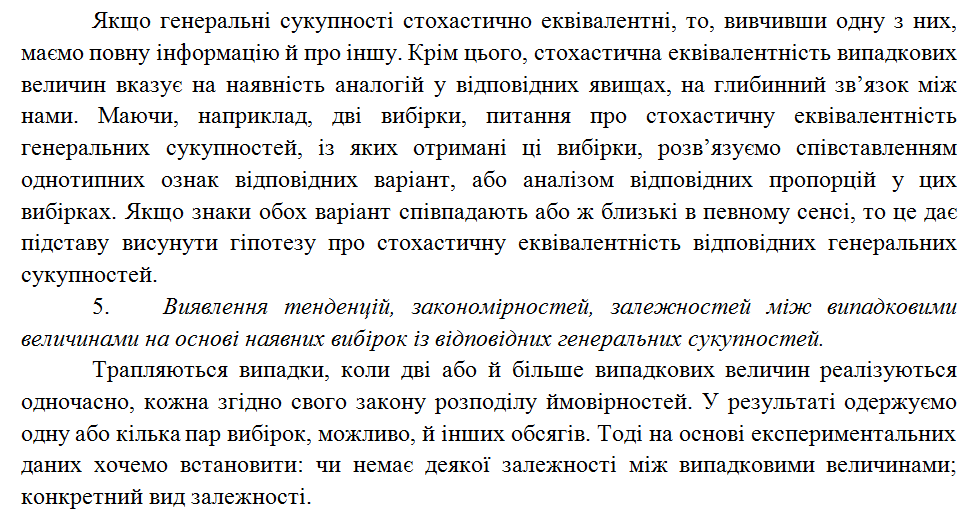 Якщо генеральні сукупності стохастично еквівалентні, то, вивчивши одну з них,
маємо повну інформацію й про іншу. Крім цього, стохастична еквівалентність випадкових
величин вказує на наявність аналогій у відповідних явищах, на глибинний зв’язок між
нами. Маючи, наприклад, дві вибірки, питання про стохастичну еквівалентність
генеральних сукупностей, із яких отримані ці вибірки, розв’язуємо співставленням
однотипних ознак відповідних варіант, або аналізом відповідних пропорцій у цих
вибірках. Якщо знаки обох варіант співпадають або ж близькі в певному сенсі, то це дає
підставу висунути гіпотезу про стохастичну еквівалентність відповідних генеральних
сукупностей.
5. Виявлення тенденцій, закономірностей, залежностей між випадковими
величинами на основі наявних вибірок із відповідних генеральних сукупностей.
Трапляються випадки, коли дві або й більше випадкових величин реалізуються
одночасно, кожна згідно свого закону розподілу ймовірностей. У результаті одержуємо
одну або кілька пар вибірок, можливо, й інших обсягів. Тоді на основі експериментальних
даних хочемо встановити: чи немає деякої залежності між випадковими величинами;
конкретний вид залежності.